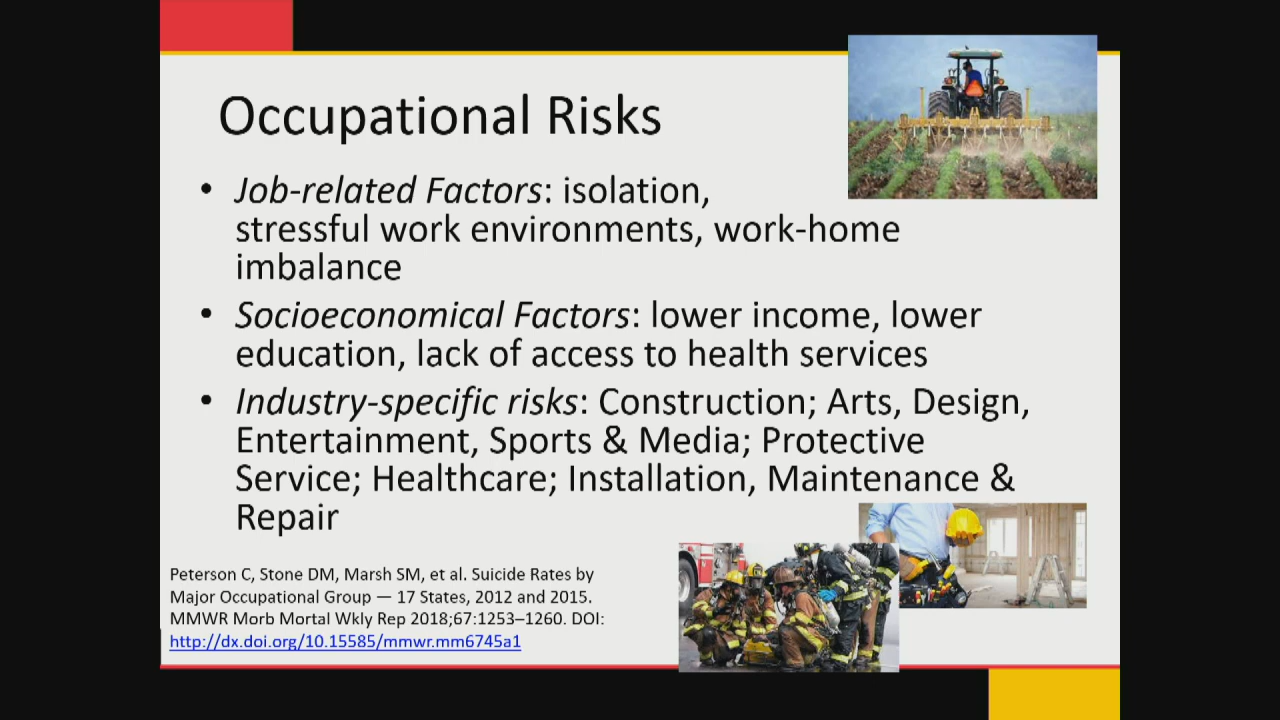 Occupational Risks
• Job-related Factors: isolation,
stressful work environments, work-home
imbalance
• Socioeconomical Factors: lower income, lower
education, lack of access to health services
• Industry-specific risks: Construction; Arts, Design,
Entertainment, Sports & Media; Protective
Service; Healthcare; Installation, Maintenance &
Repair
Peterson C, Stone DM, Marsh SM, et al. Suicide Rates by
Major Occupational Group — 17 States, 2012 and 2015.
MMWR Morb Mortal Wkly Rep 2018;67:1253–1260. DOI:
http://dx.doi.org/10.15585/mmwr.mm6745a1